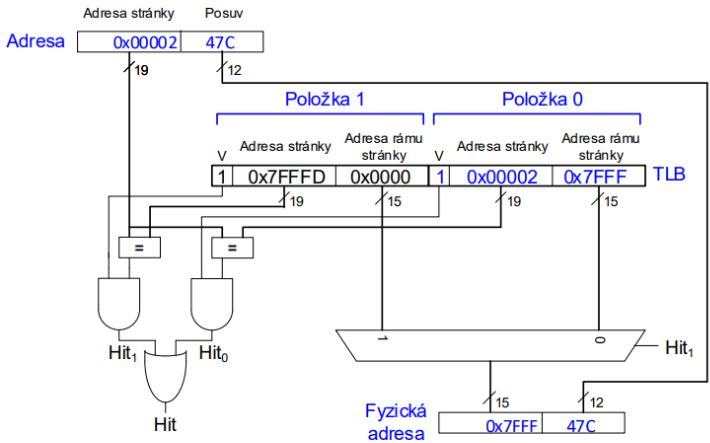 Adresa stránky Posuv
Adresa 0x00002 47C
19 12
Položka 1 Položka 0
V Adresa stránky Adresa rámu stránky V Adresa stránky Adresa rámu stránky
1 0x7FFFD 0x0000 1 0x00002 0x7FFF TLB
19 15 19 15
= =
Hit1 Hit0 1 0 Hit1
Hit
15 12
Fyzická adresa 0x7FFF 47C